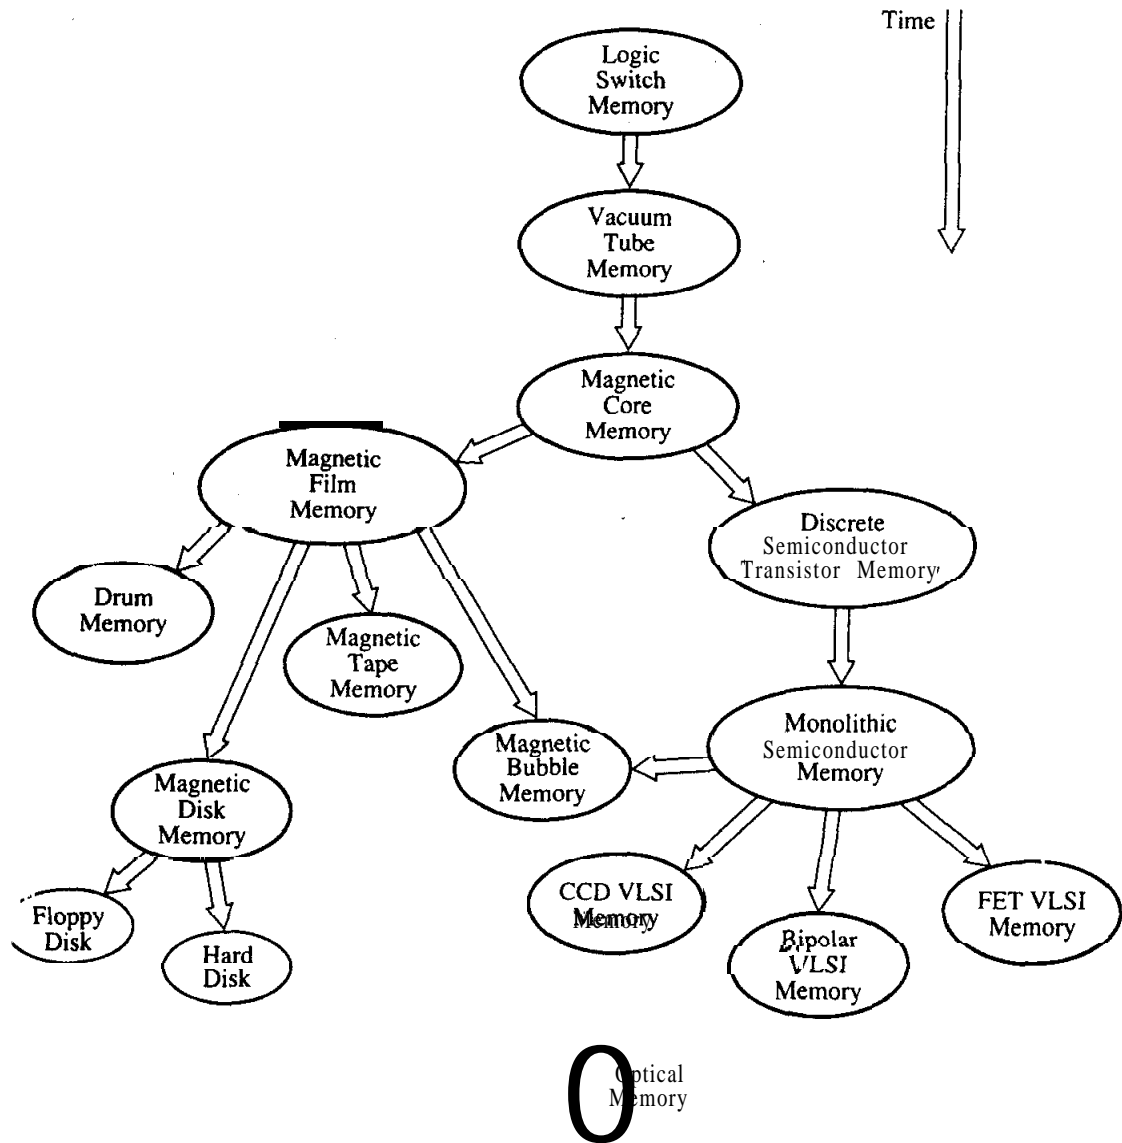 Time
Logic
Switch
Memory
Vacuum
Tube
Memory
Magnetic
Core
Memory
Magnetic
Film
Memory
Discrete
Semiconductor
Transistor Memory
Drum
Memory
Magnetic
Tape
Memory
Monolithic
Semiconductor
Memory
Magnetic
Bubble
Memory
Magnetic
Disk
Memory
CCD VLSI
Memory
FET VLSI
Memory
Floppy
Disk
Hard
Disk
Bipolar
VLSI
Memory
Optical
Memory